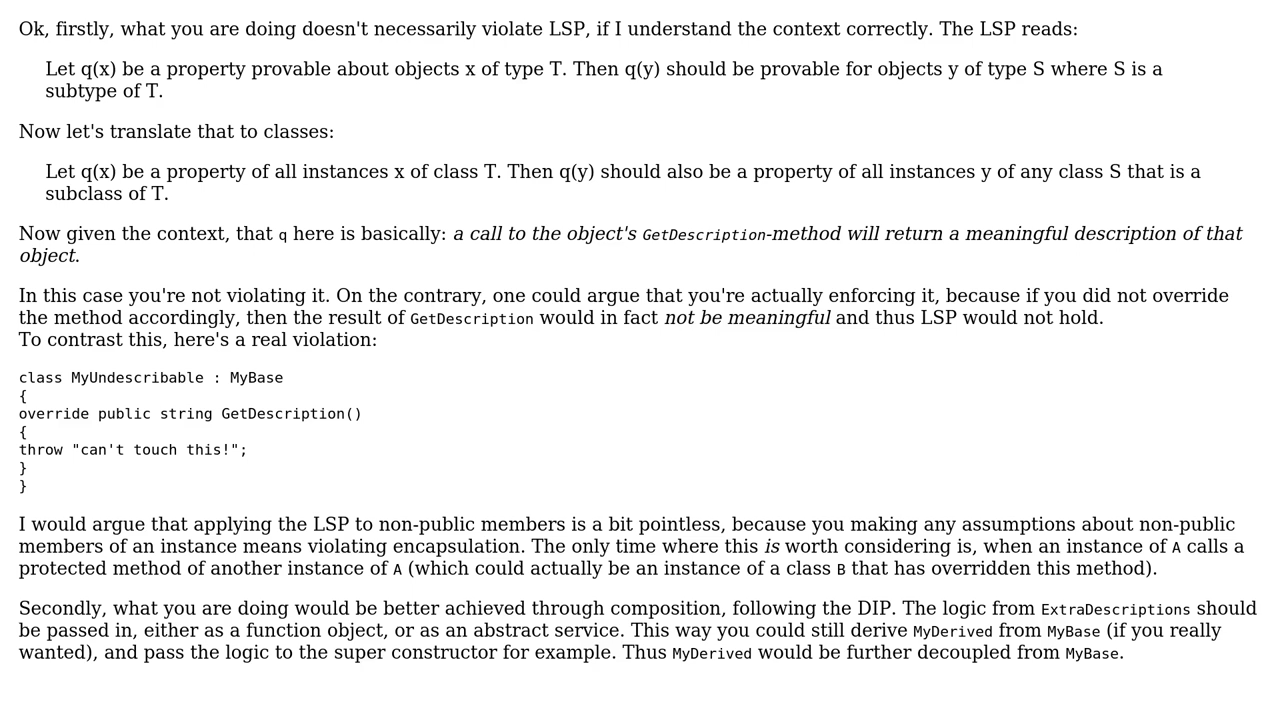 Ok, firstly, what you are doing doesn't necessarily violate LSP, if I understand the context correctly. The LSP reads:
Let q(x) be a property provable about objects x of type T. Then q(y) should be provable for objects y of type S where S is a
subtype of T.
Now let's translate that to classes:
Let q(x) be a property of all instances x of class T. Then q(y) should also be a property of all instances y of any class S that is a
subclass of T.
Now given the context, that q here is basically: a call to the object's GetDescription-method will return a meaningful description of that
object.
In this case you're not violating it. On the contrary, one could argue that you're actually enforcing it, because if you did not override
the method accordingly, then the result of GetDescription would in fact not be meaningful and thus LSP would not hold.
To contrast this, here's a real violation:
class MyUndescribable : MyBase
{
override public string GetDescription()
{
throw "can't touch this!";
}
}
I would argue that applying the LSP to non-public members is a bit pointless, because you making any assumptions about non-public
members of an instance means violating encapsulation. The only time where this is worth considering is, when an instance of A calls a
protected method of another instance of A (which could actually be an instance of a class B that has overridden this method).
Secondly, what you are doing would be better achieved through composition, following the DIP. The logic from ExtraDescriptions should
be passed in, either as a function object, or as an abstract service. This way you could still derive MyDerived from MyBase (if you really
wanted), and pass the logic to the super constructor for example. Thus MyDerived would be further decoupled from MyBase.